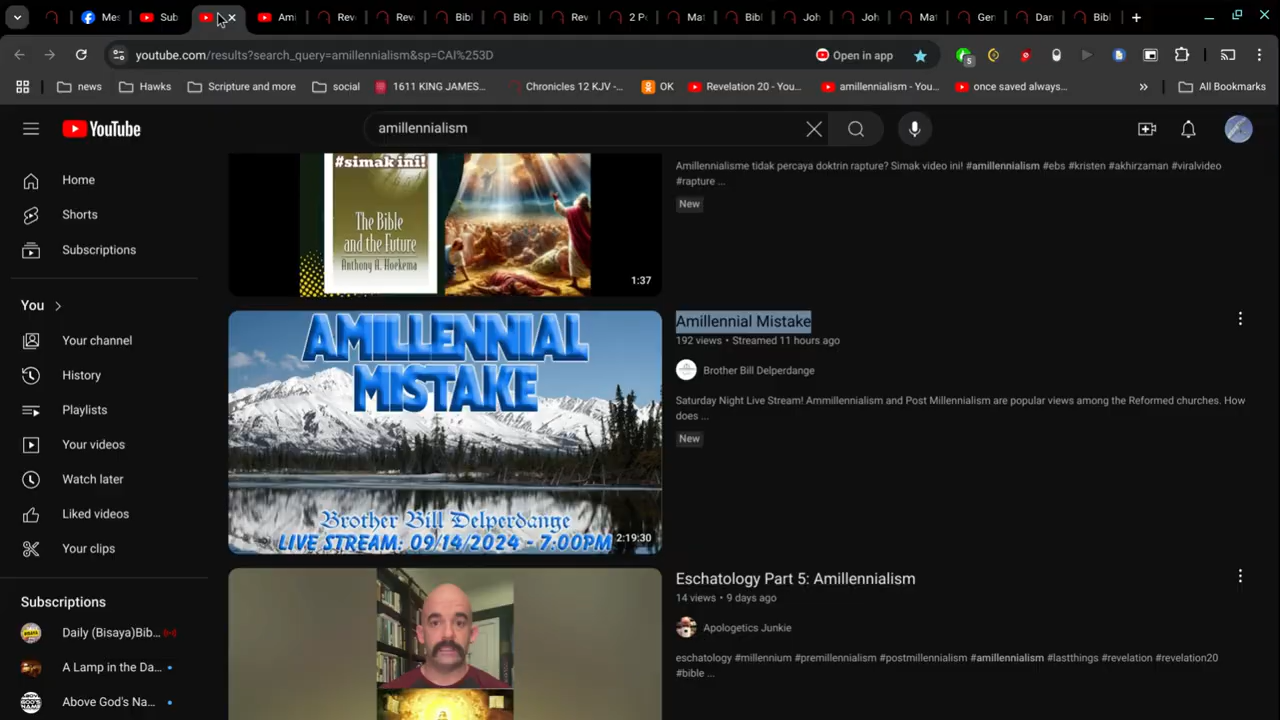 Mes
Sub
Ami
Rev
Rev
Bibl
Bibl
Rev
2 P
Mat
Bibl
Joh
Joh
Mat
Ger
Dan
Bibl
youtube.com/results?search_query=amillennialism&sp=CAI%253D
Open in app
5
news
Hawks
Scripture and more
social
1611 KING JAMES...
Chronicles 12 KJV -...
OK
Revelation 20 - You...
amillennialism - You...
once saved always...
All Bookmarks
YouTube
amillennialism
Home
Shorts
Subscriptions
You
Your channel
History
Playlists
Your videos
Watch later
Liked videos
Your clips
Subscriptions
Daily (Bisaya)Bib...
A Lamp in the Da...
Above God's Na...
#simak ini!
The Bible
and the Future
Anthony A. Hoekema
1:37
Amillennialisme tidak percaya doktrin rapture? Simak video ini! #amillennialism #ebs #kristen #akhirzaman #viralvideo
#rapture ...
New
AMILLENNIAL
MISTAKE
Brother Bill Delperdange
LIVE STREAM: 09/14/2024 - 7:00PM
2:19:30
Amillennial Mistake
192 views • Streamed 11 hours ago
Brother Bill Delperdange
Saturday Night Live Stream! Ammillennialism and Post Millennialism are popular views among the Reformed churches. How
does ...
New
Eschatology Part 5: Amillennialism
14 views • 9 days ago
Apologetics Junkie
eschatology #millennium #premillennialism #postmillennialism #amillennialism #lastthings #revelation #revelation20
#bible ...